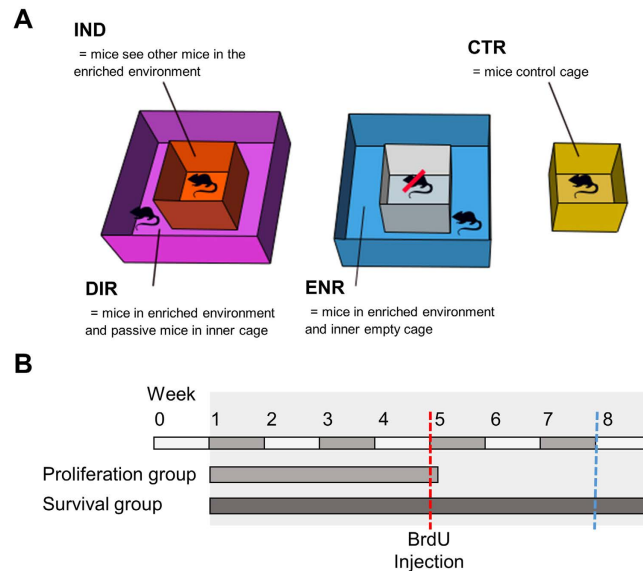 A
IND
= mice see other mice in the
enriched environment
CTR
= mice control cage
DIR
= mice in enriched environment
and passive mice in inner cage
ENR
= mice in enriched environment
and inner empty cage
B
Week
0 1 2 3 4 5 6 7 8
Proliferation group
Survival group
BrdU
Injection